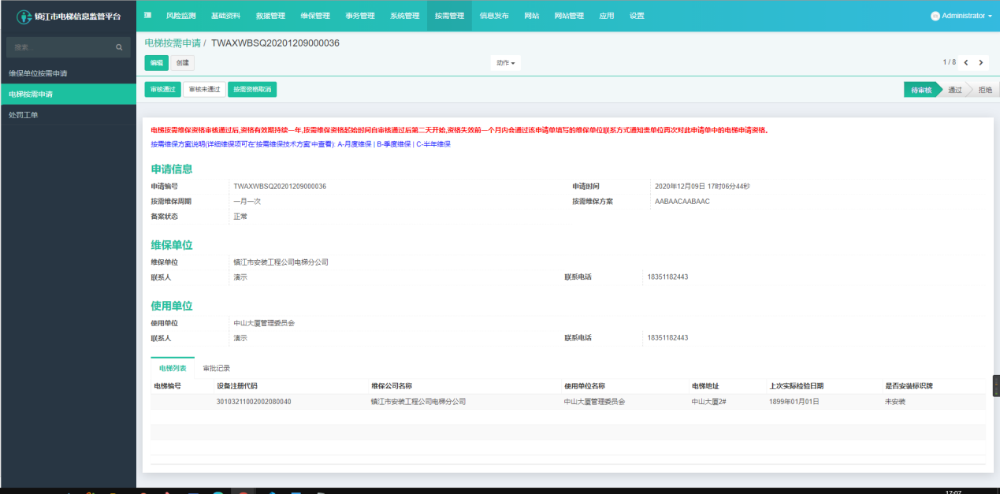 镇江市电梯信息监管平台
风险监测 基础资料 救援管理 维保管理 事务管理 系统管理 按需管理 信息发布 网站 网站管理 应用 设置 Administrator
搜索...
维保单位按需申请
电梯按需申请
处罚工单
电梯按需申请 / TWAXWBSQ20201209000036
编辑 创建 动作 1 / 8
审核通过 审核未通过 按需资格取消 待审核 通过 拒绝
电梯按需维保资格审核通过后,资格有效期持续一年,按需维保资格起始时间自审核通过后第二天开始,资格失效前一个月内会通过该申请单填写的维保单位联系方式通知贵单位再次对此申请单中的电梯申请资格。
按需维保方案说明(详细维保项可在'按需维保技术方案'中查看): A-月度维保 | B-季度维保 | C-半年维保
申请信息
申请编号 TWAXWBSQ20201209000036 申请时间 2020年12月09日 17时06分44秒
按需维保周期 一月一次 按需维保方案 AABAACAABAAC
备案状态 正常
维保单位
维保单位 镇江市安装工程公司电梯分公司
联系人 演示 联系电话 18351182443
使用单位
使用单位 中山大厦管理委员会
联系人 演示 联系电话 18351182443
电梯列表 审批记录
电梯编号 设备注册代码 维保公司名称 使用单位名称 电梯地址 上次实际检验日期 是否安装标识牌
30103211002002080040 镇江市安装工程公司电梯分公司 中山大厦管理委员会 中山大厦2# 1899年01月01日 未安装
17:07